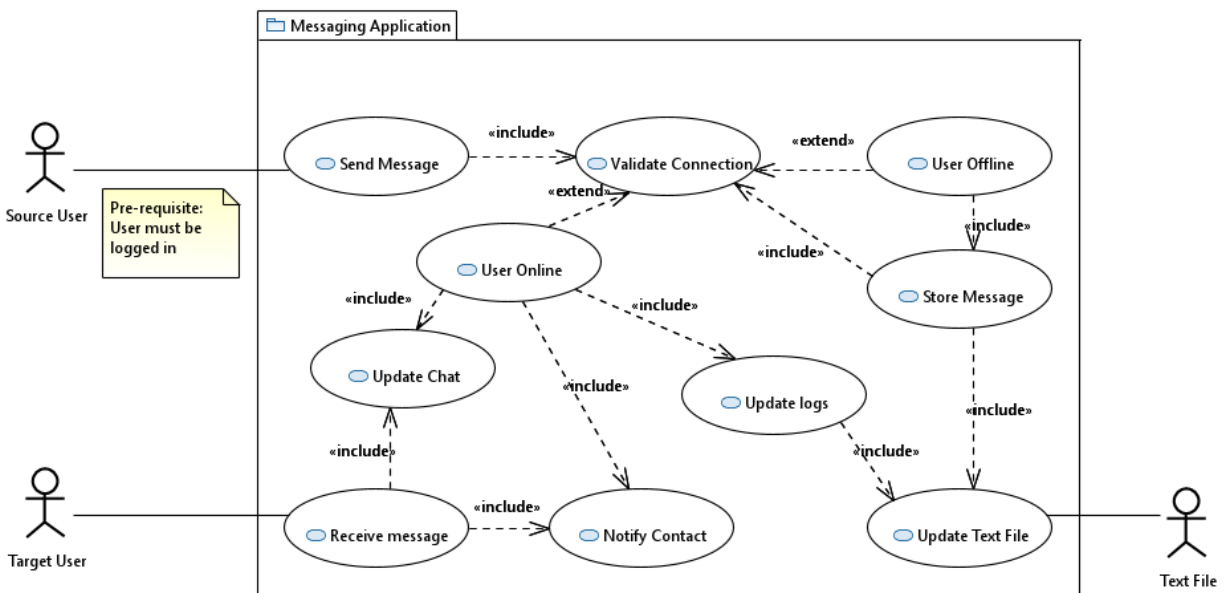 Messaging Application
«include»
«extend»
Send Message
Validate Connection
User Offline
«extend»
Source User
Pre-requisite:
User must be
logged in
«include»
«include»
User Online
«include»
«include»
Store Message
Update Chat
«include»
Update logs
«include»
«include»
«include»
«include»
Receive message
Notify Contact
Update Text File
Target User
Text File